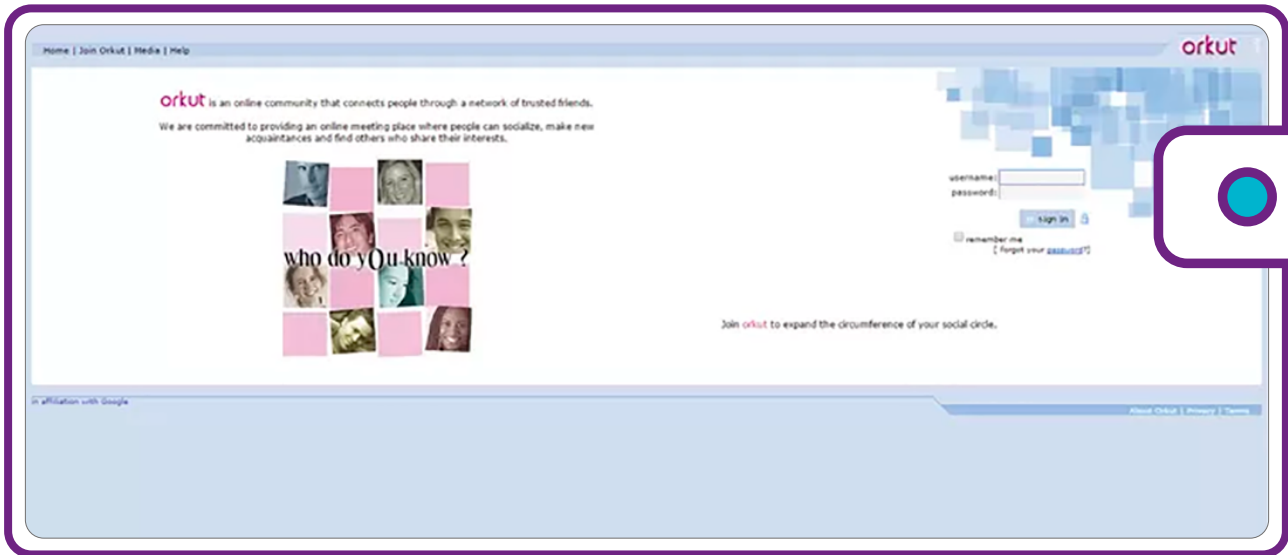 Home | Join Orkut | Media | Help
orkut
orkut is an online community that connects people through a network of trusted friends.
We are committed to providing an online meeting place where people can socialize, make new
acquaintances and find others who share their interests.
who do yOu know ?
username:
password:
sign in
remember me
[ forgot your password?]
Join orkut to expand the circumference of your social circle.
in affiliation with Google
About Orkut | Privacy | Terms